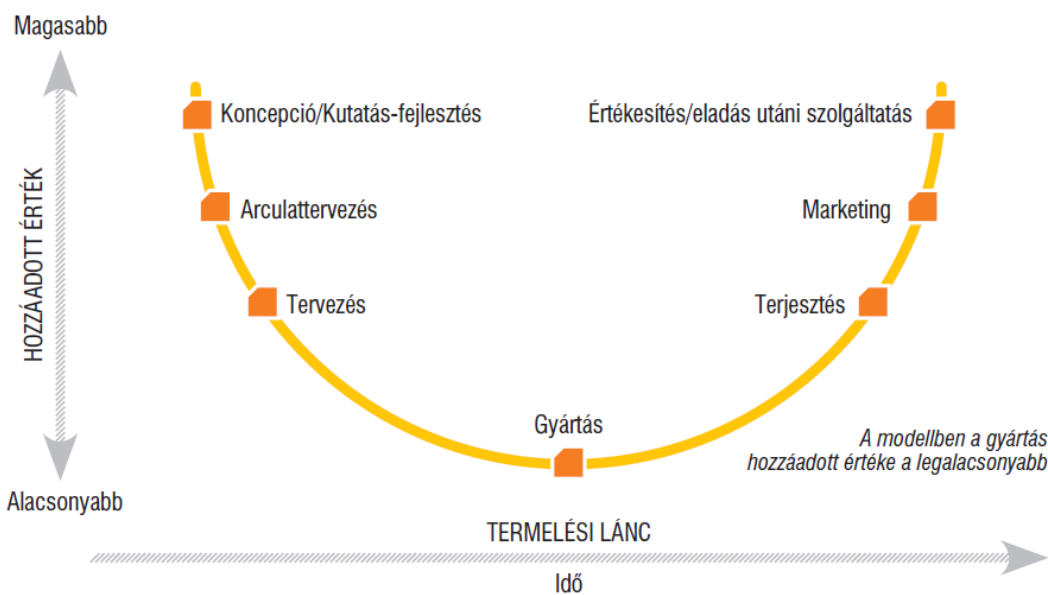 Magasabb
Koncepció/Kutatás-fejlesztés
Értékesítés/eladás utáni szolgáltatás
Arculattervezés
Marketing
HOZZÁADOTT ÉRTÉK
Tervezés
Terjesztés
Gyártás
A modellben a gyártás
hozzáadott értéke a legalacsonyabb
Alacsonyabb
TERMELÉSI LÁNC
Idő